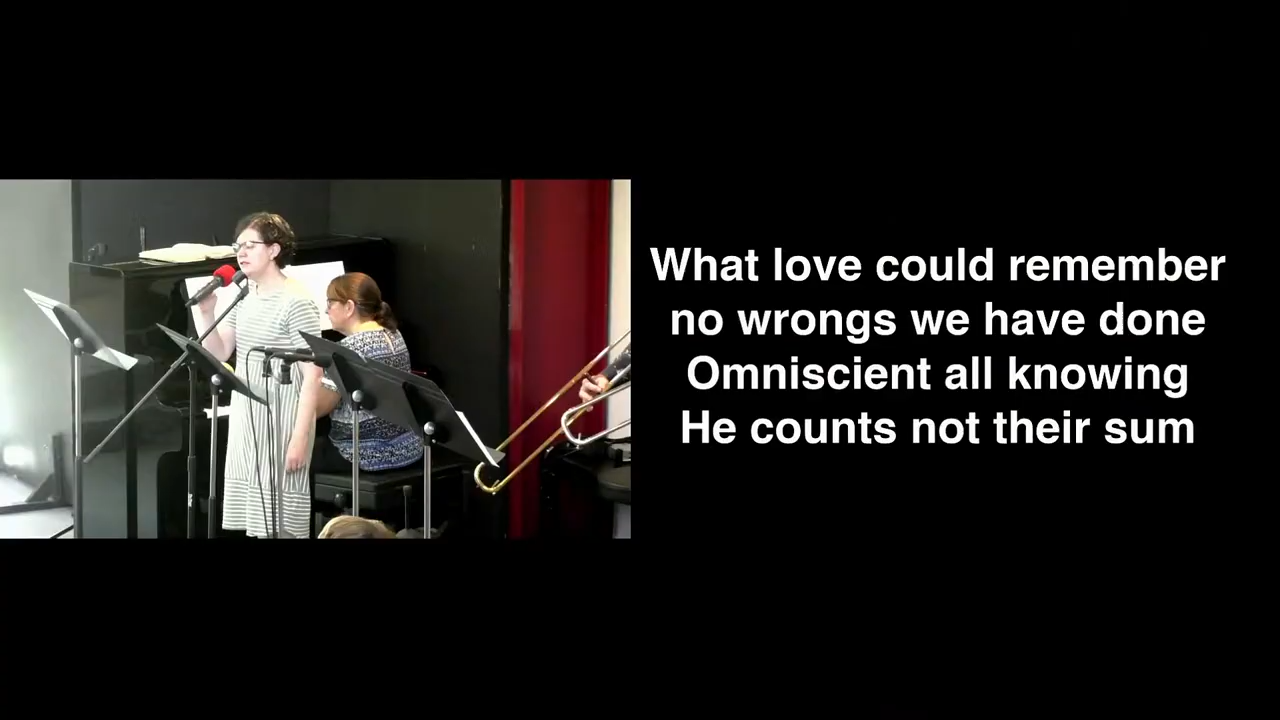 What love could remember
no wrongs we have done
Omniscient all knowing
He counts not their sum